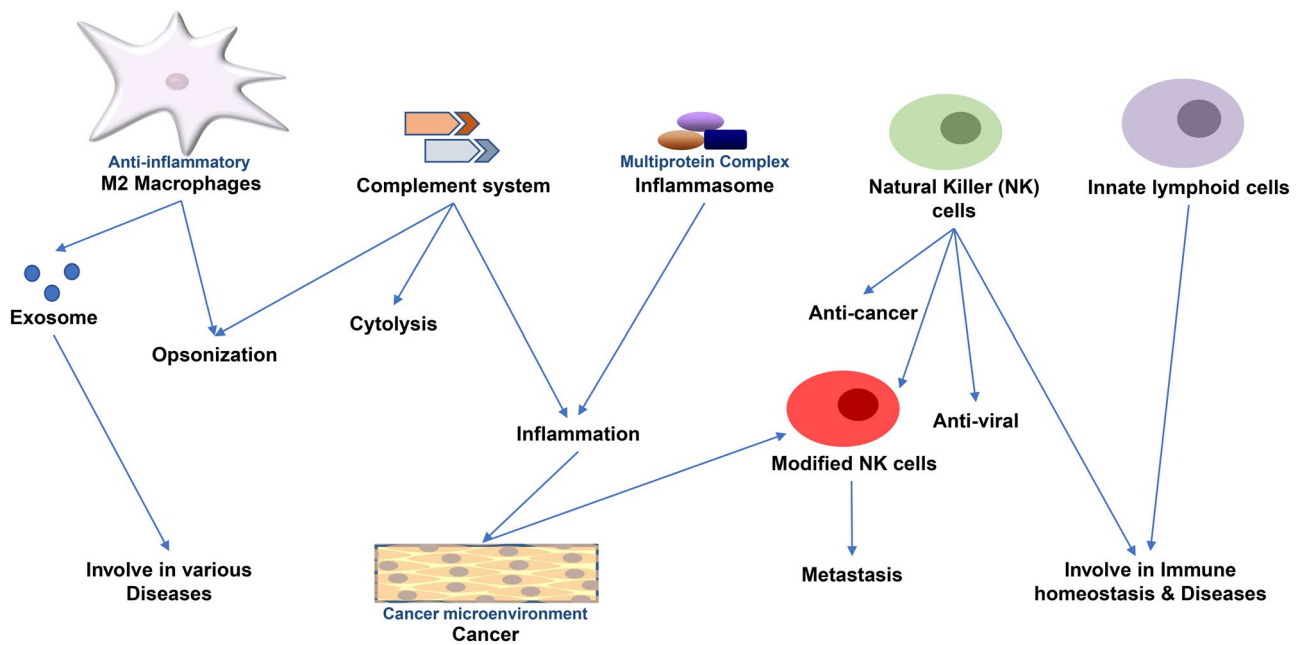 Anti-inflammatory
M2 Macrophages
Complement system
Multiprotein Complex
Inflammasome
Natural Killer (NK)
cells
Innate lymphoid cells
Exosome
Opsonization
Cytolysis
Anti-cancer
Inflammation
Anti-viral
Modified NK cells
Involve in various
Diseases
Cancer microenvironment
Cancer
Metastasis
Involve in Immune
homeostasis & Diseases